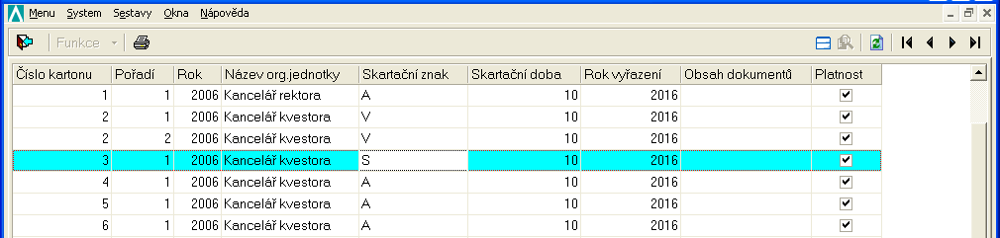 Menu System Sestavy Okna Nápověda
Funkce
Číslo kartonu Pořadí Rok Název org.jednotky Skartační znak Skartační doba Rok vyřazení Obsah dokumentů Platnost
1 1 2006 Kancelář rektora A 10 2016
2 1 2006 Kancelář kvestora V 10 2016
2 2 2006 Kancelář kvestora V 10 2016
3 1 2006 Kancelář kvestora S 10 2016
4 1 2006 Kancelář kvestora A 10 2016
5 1 2006 Kancelář kvestora A 10 2016
6 1 2006 Kancelář kvestora A 10 2016